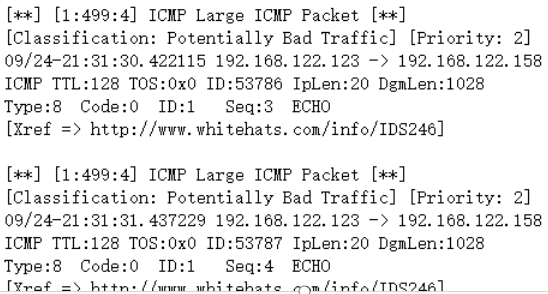 [**] [1:499:4] ICMP Large ICMP Packet [**]
[Classification: Potentially Bad Traffic] [Priority: 2]
09/24-21:31:30.422115 192.168.122.123 -> 192.168.122.158
ICMP TTL:128 TOS:0x0 ID:53786 IpLen:20 DgmLen:1028
Type:8  Code:0  ID:1   Seq:3  ECHO
[Xref => http://www.whitehats.com/info/IDS246]

[**] [1:499:4] ICMP Large ICMP Packet [**]
[Classification: Potentially Bad Traffic] [Priority: 2]
09/24-21:31:31.437229 192.168.122.123 -> 192.168.122.158
ICMP TTL:128 TOS:0x0 ID:53787 IpLen:20 DgmLen:1028
Type:8  Code:0  ID:1   Seq:4  ECHO
[Xref => http://www.whitehats.com/info/IDS246]